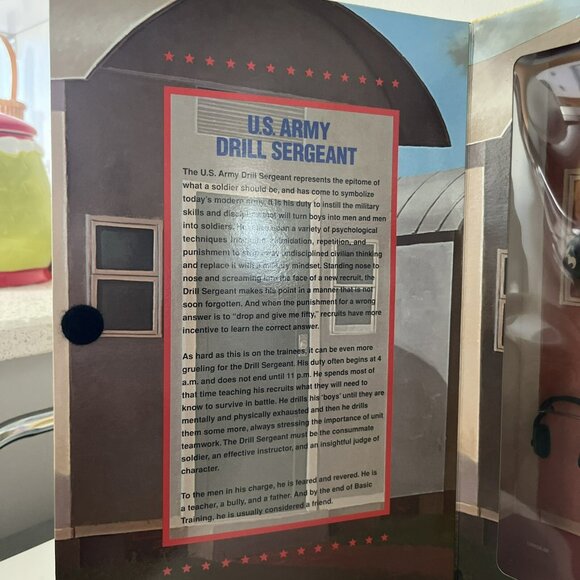 U.S. ARMY
DRILL SERGEANT
The U.S. Army Drill Sergeant represents the epitome of
what a soldier should be, and has come to symbolize
today's modern army. It is his duty to instill the military
skills and discipline that will turn boys into men and men
into soldiers. He upon a variety of psychological
techniques intimidation, repetition, and
punishment to away undisciplined civilian thinking
and replace it with a military mindset. Standing nose to
nose and screaming into the face of a new recruit, the
Drill Sergeant makes his point in a manner that is not
soon forgotten. And when the punishment for a wrong
answer is to "drop and give me fifty," recruits have more
incentive to learn the correct answer.
As hard as this is on the trainees, it can be even more
grueling for the Drill Sergeant. His duty often begins at 4
a.m. and does not end until 11 p.m. He spends most of
that time teaching his recruits what they will need to
know to survive in battle. He drills his 'boys' until they are
mentally and physically exhausted and then he drills
them some more, always stressing the importance of unit
teamwork. The Drill Sergeant must be the consummate
soldier, an effective instructor, and an insightful judge of
character.
To the men in his charge, he is feared and revered. He is
a teacher, a bully, and a father. And by the end of Basic
Training, he is usually considered a friend.